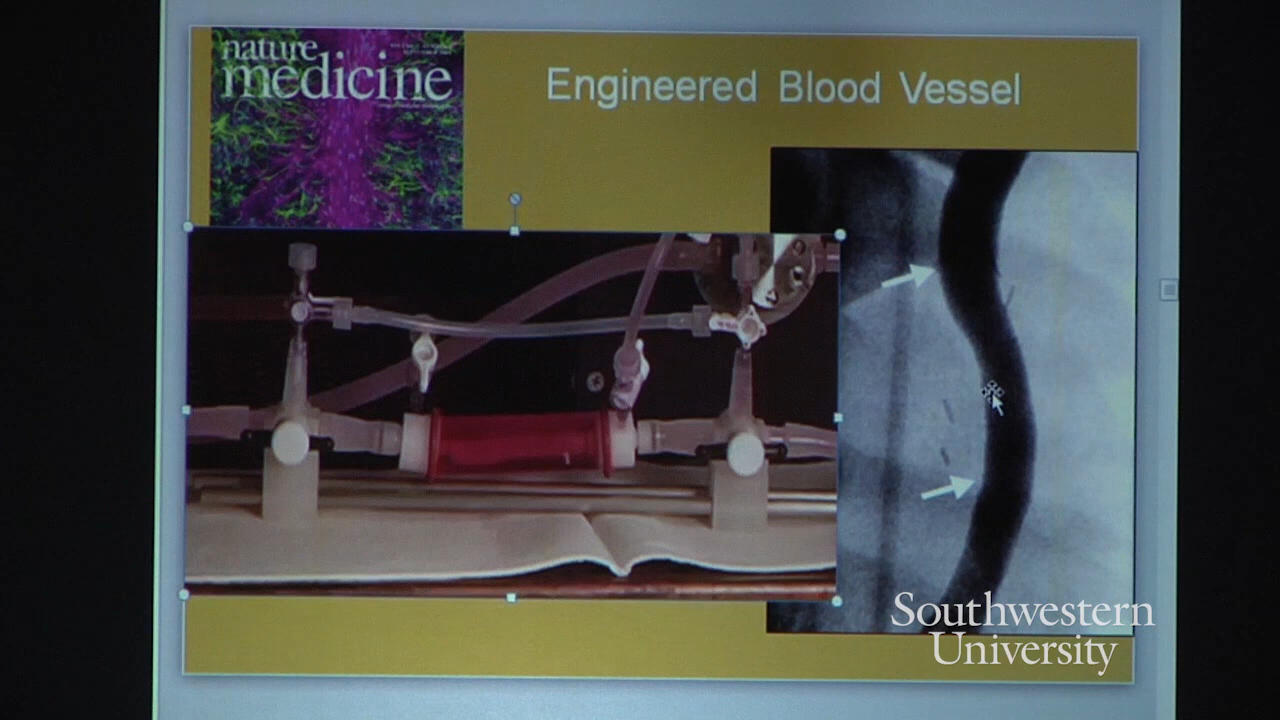 nature
medicine
Engineered Blood Vessel
Southwestern
University